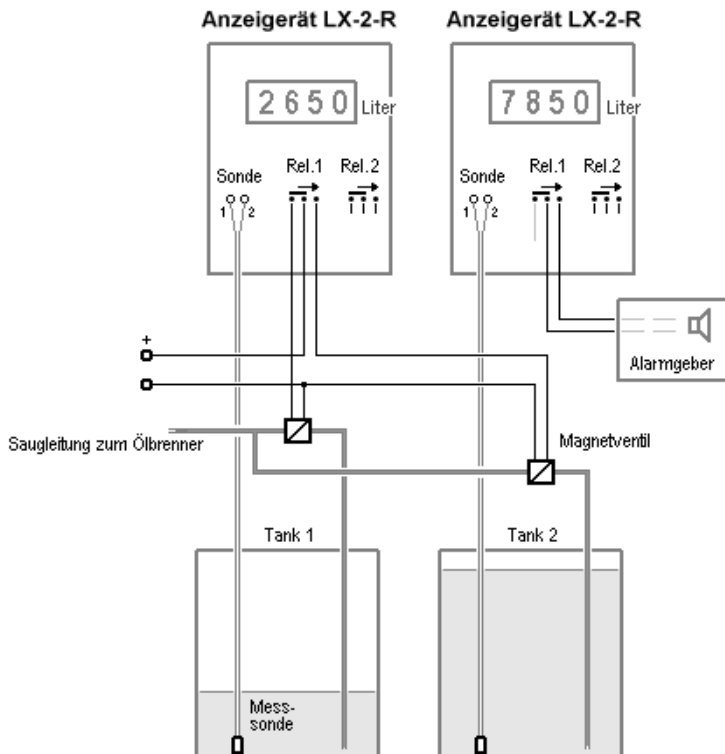 Anzeigerät LX-2-R
Anzeigerät LX-2-R
2650 Liter
7850 Liter
Sonde
Rel.1
Rel.2
1 2
Sonde
Rel.1
Rel.2
1 2
+
Alarmgeber
Saugleitung zum Ölbrenner
Magnetventil
Tank 1
Tank 2
Mess-
sonde